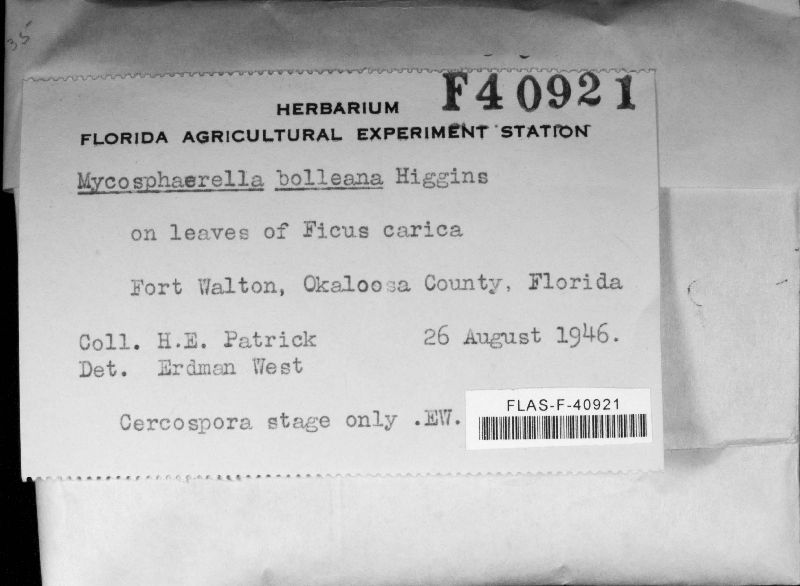 35
F40921
HERBARIUM
FLORIDA AGRICULTURAL EXPERIMENT STATION
Mycosphaerella bolleana Higgins
on leaves of Ficus carica
Fort Walton, Okaloosa County, Florida
Coll. H.E. Patrick 26 August 1946.
Det. Erdman West
Cercospora stage only .EW.
FLAS-F-40921